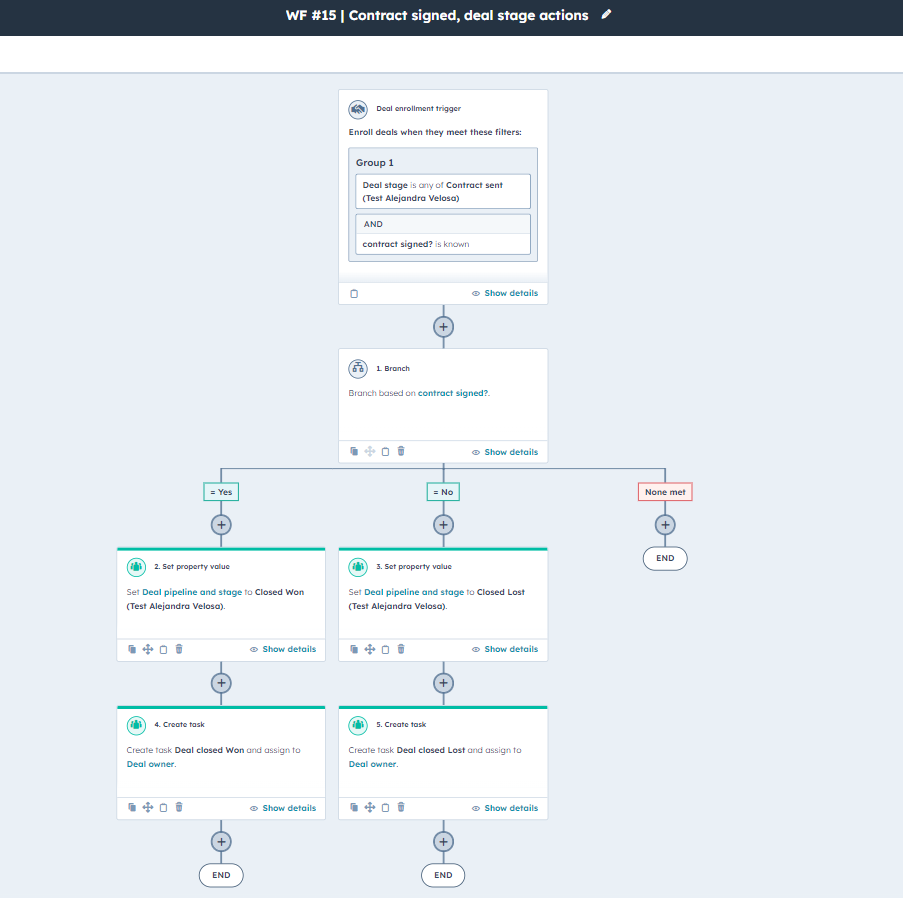 WF #15 | Contract signed, deal stage actions
Deal enrollment trigger
Enroll deals when they meet these filters:
Group 1
Deal stage is any of Contract sent
(Test Alejandra Velosa)
AND
contract signed? is known
Show details
1. Branch
Branch based on contract signed?.
Show details
= Yes
= No
None met
END
2. Set property value
Set Deal pipeline and stage to Closed Won
(Test Alejandra Velosa).
Show details
3. Set property value
Set Deal pipeline and stage to Closed Lost
(Test Alejandra Velosa).
Show details
4. Create task
Create task Deal closed Won and assign to
Deal owner.
Show details
5. Create task
Create task Deal closed Lost and assign to
Deal owner.
Show details
END
END